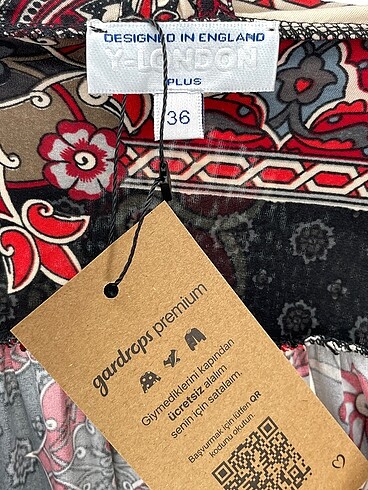 DESIGNED IN ENGLAND
Y-LONDON
PLUS
36
gardrops premium
Giymediklerini kapından
ücretsiz alalım
senin için satalım.
Başvurmak için lütfen QR
kodunu okutun.